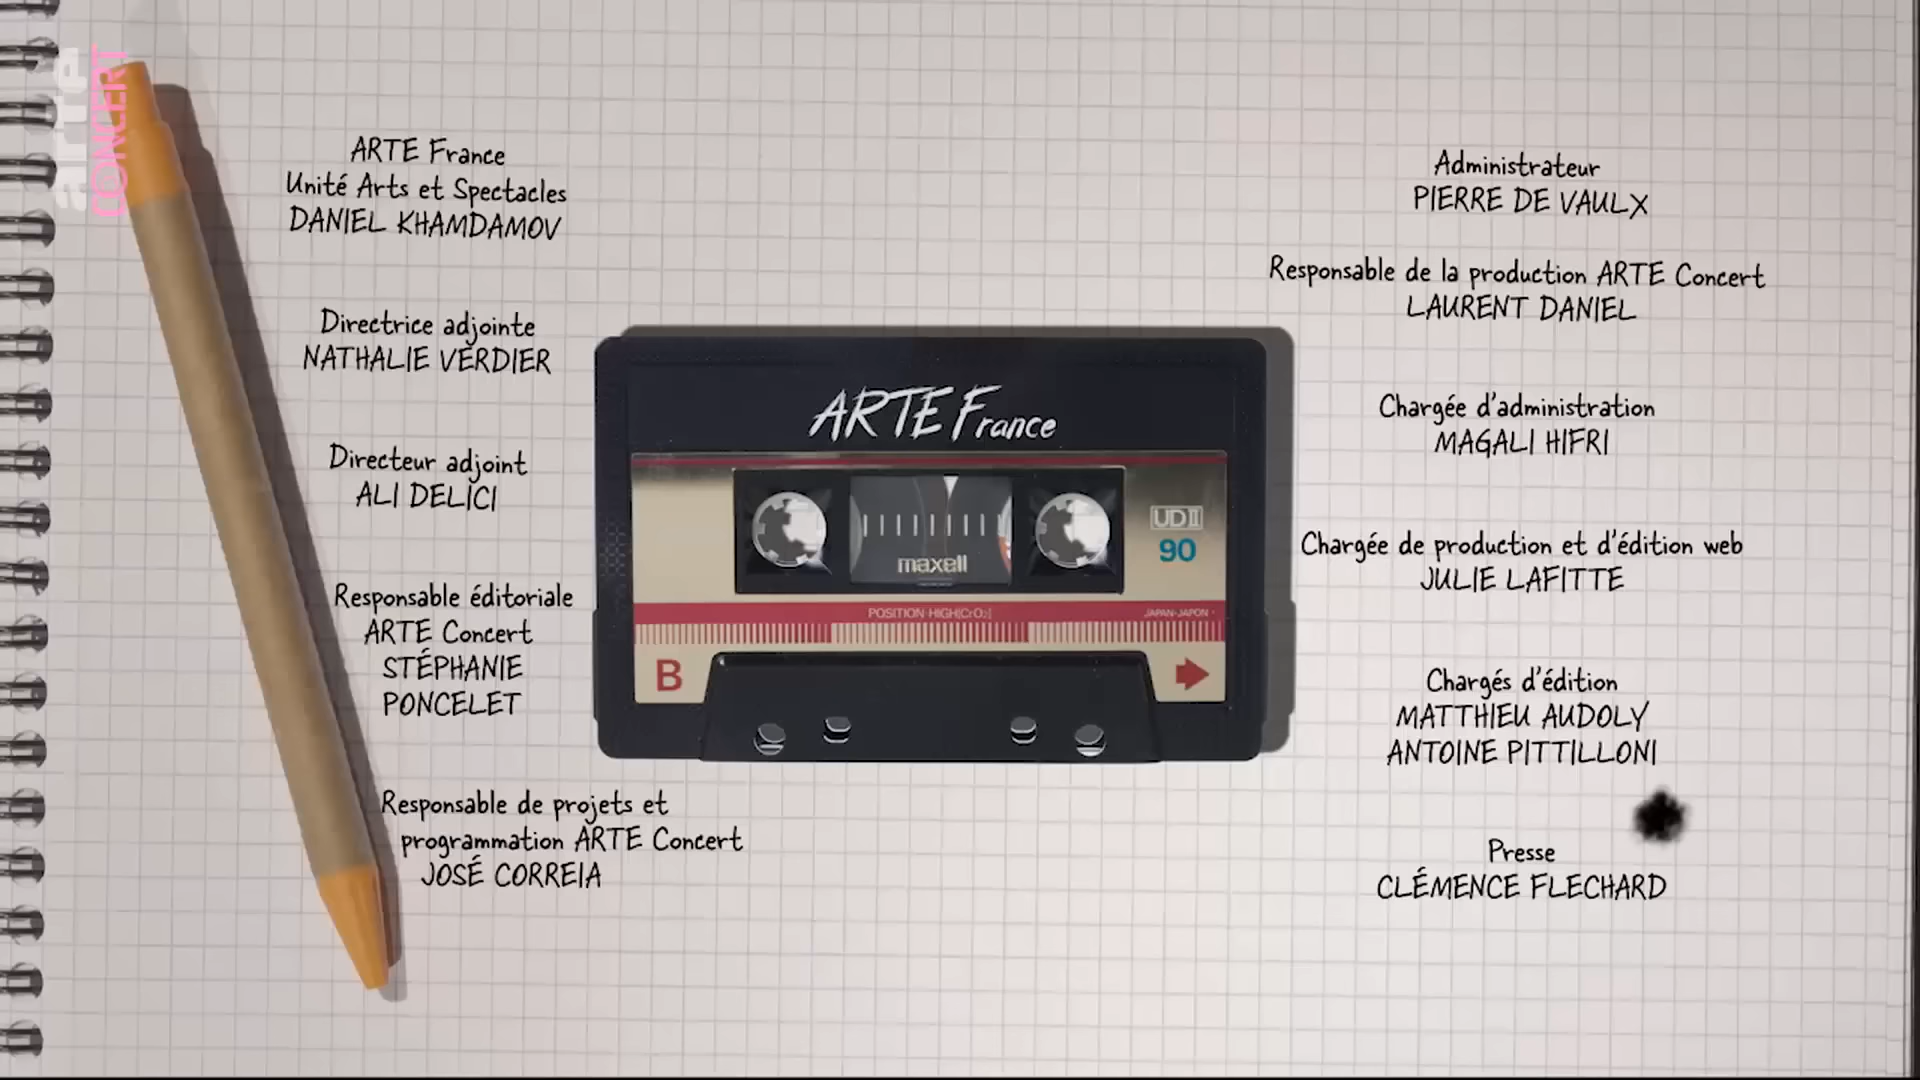 arte
CONCERT
ARTE France
Unité Arts et Spectacles
DANIEL KHAMDAMOV
Directrice adjointe
NATHALIE VERDIER
Directeur adjoint
ALI DELICI
Responsable éditoriale
ARTE Concert
STÉPHANIE
PONCELET
Responsable de projets et
programmation ARTE Concert
JOSÉ CORREIA
ARTE France
UDII
90
maxell
POSITION HIGH(CrO₂)
JAPAN-JAPON
B
Administrateur
PIERRE DE VAULX
Responsable de la production ARTE Concert
LAURENT DANIEL
Chargée d'administration
MAGALI HIFRI
Chargée de production et d'édition web
JULIE LAFITTE
Chargés d'édition
MATTHIEU AUDOLY
ANTOINE PITTILLONI
Presse
CLÉMENCE FLECHARD